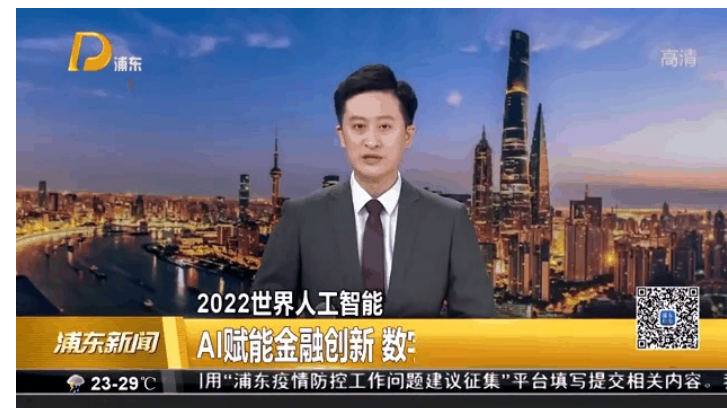 浦东
高清
2022世界人工智能
浦东新闻
AI赋能金融创新 数
23-29℃
用“浦东疫情防控工作问题建议征集”平台填写提交相关内容。